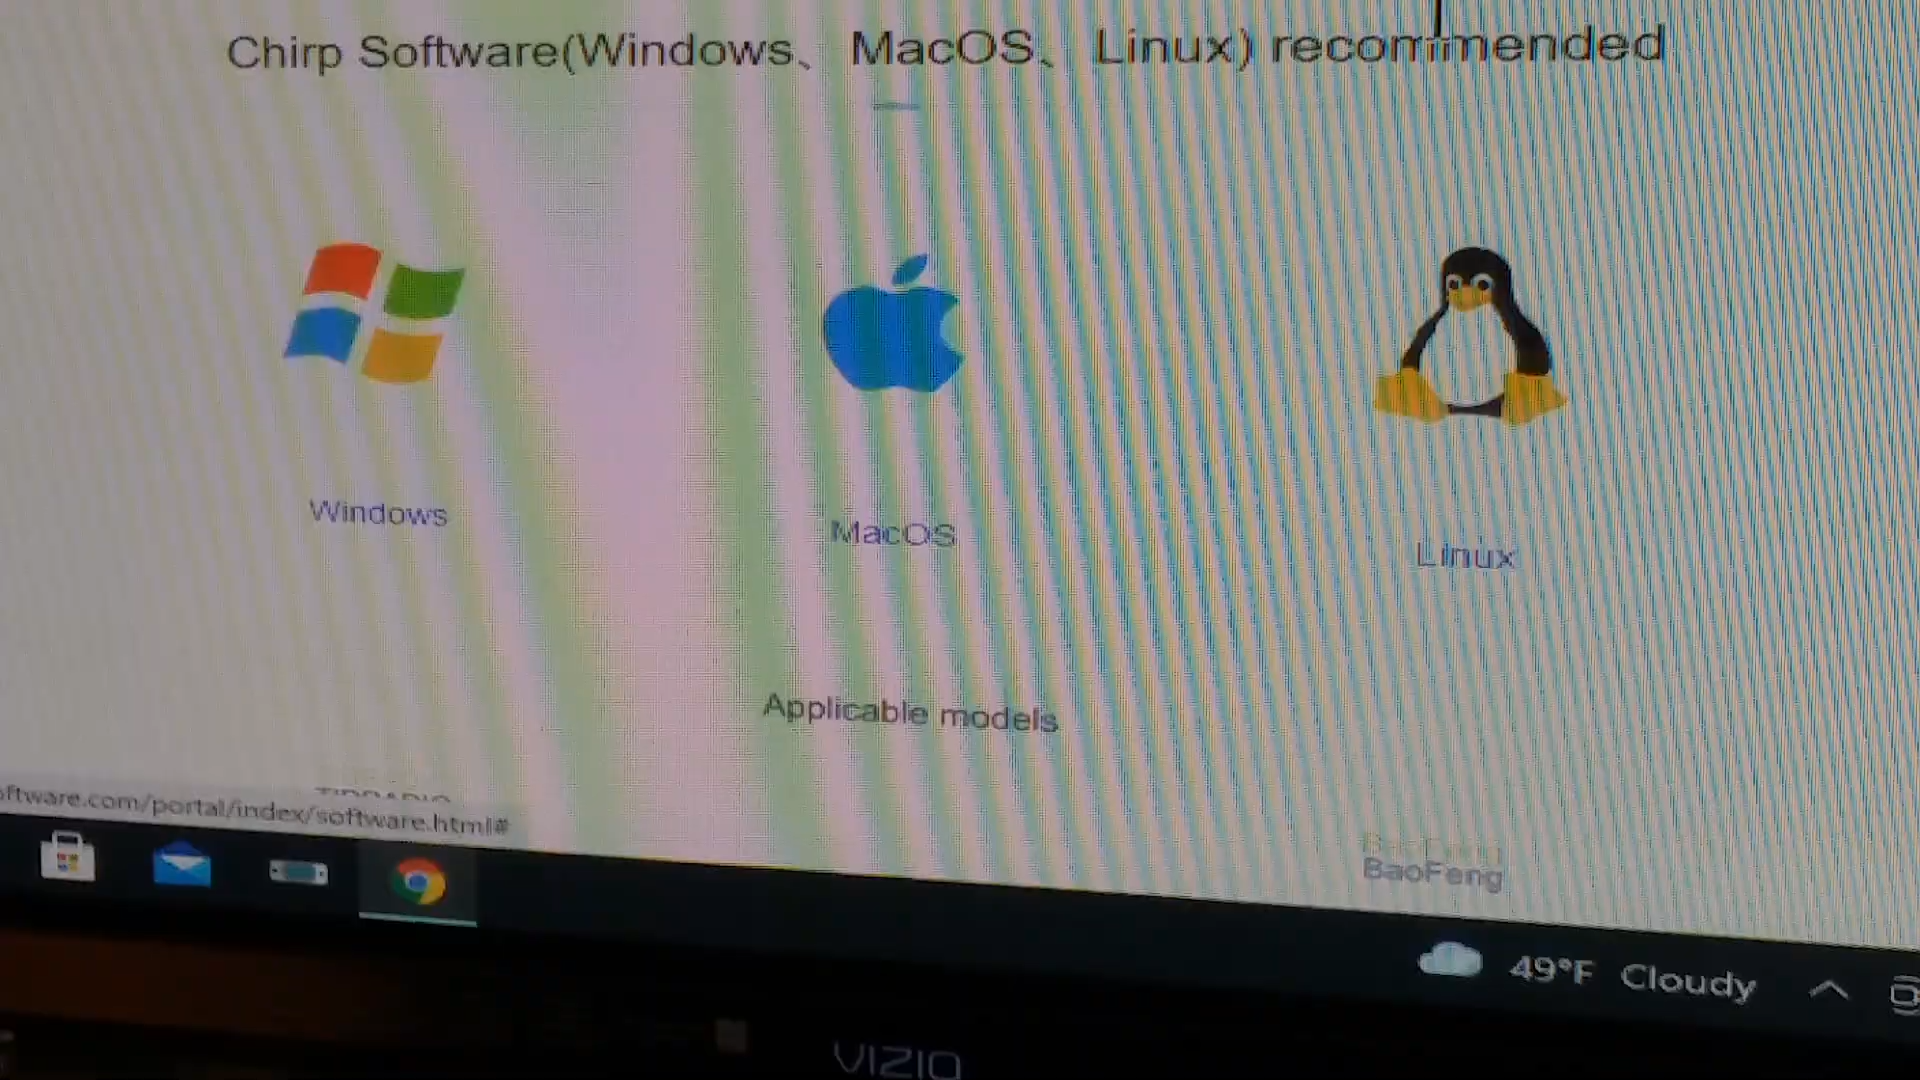 Chirp Software(Windows、 MacOS、 Linux) recommended
Windows
MacOS
Linux
Applicable models
BaoFeng
ftware.com/portal/index/software.html#
49°F Cloudy
VIZIO